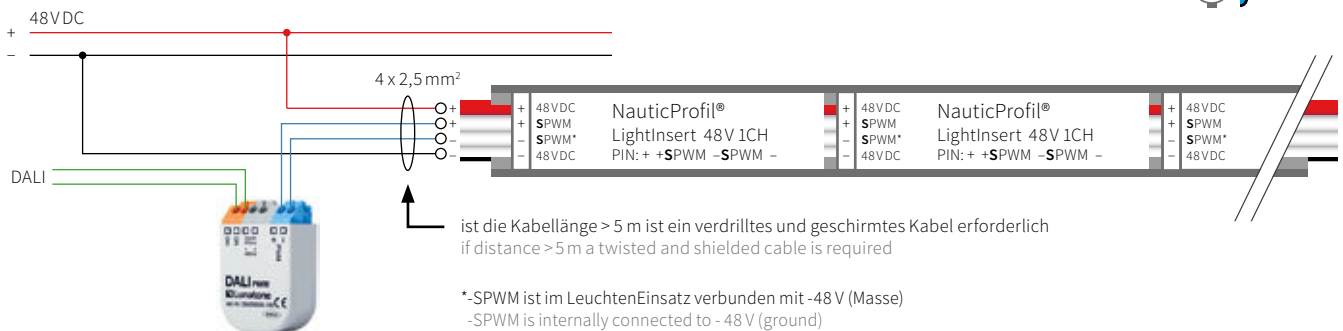 48VDC
+
–
4 x 2,5 mm²
+
+
–
–
+ 48VDC
+ SPWM
– SPWM*
– 48VDC
NauticProfil®
LightInsert 48V 1CH
PIN: + +SPWM –SPWM –
+ 48VDC
+ SPWM
– SPWM*
– 48VDC
NauticProfil®
LightInsert 48V 1CH
PIN: + +SPWM –SPWM –
+ 48VDC
+ SPWM
– SPWM*
– 48VDC
DALI
DALI PWM
Lunatone
CE
ist die Kabellänge > 5 m ist ein verdrilltes und geschirmtes Kabel erforderlich
if distance > 5 m a twisted and shielded cable is required
*-SPWM ist im LeuchtenEinsatz verbunden mit -48 V (Masse)
-SPWM is internally connected to - 48 V (ground)